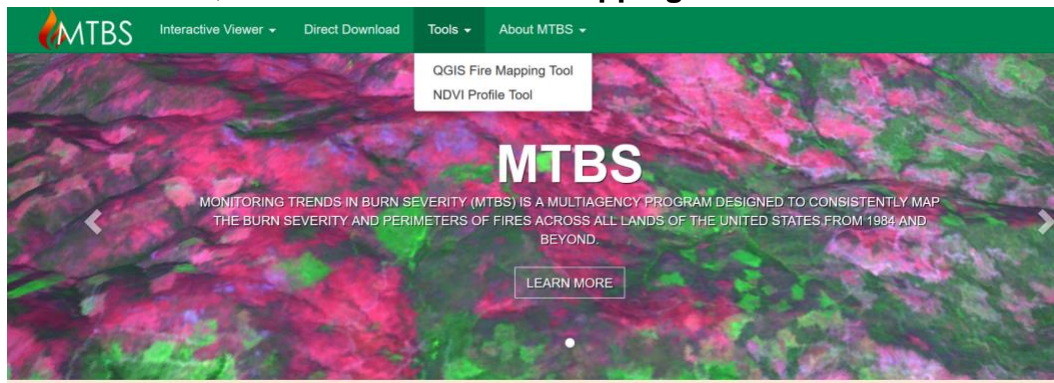 pping
MTBS
Interactive Viewer
Direct Download
Tools
About MTBS
QGIS Fire Mapping Tool
NDVI Profile Tool
MTBS
MONITORING TRENDS IN BURN SEVERITY (MTBS) IS A MULTIAGENCY PROGRAM DESIGNED TO CONSISTENTLY MAP
THE BURN SEVERITY AND PERIMETERS OF FIRES ACROSS ALL LANDS OF THE UNITED STATES FROM 1984 AND
BEYOND.
LEARN MORE